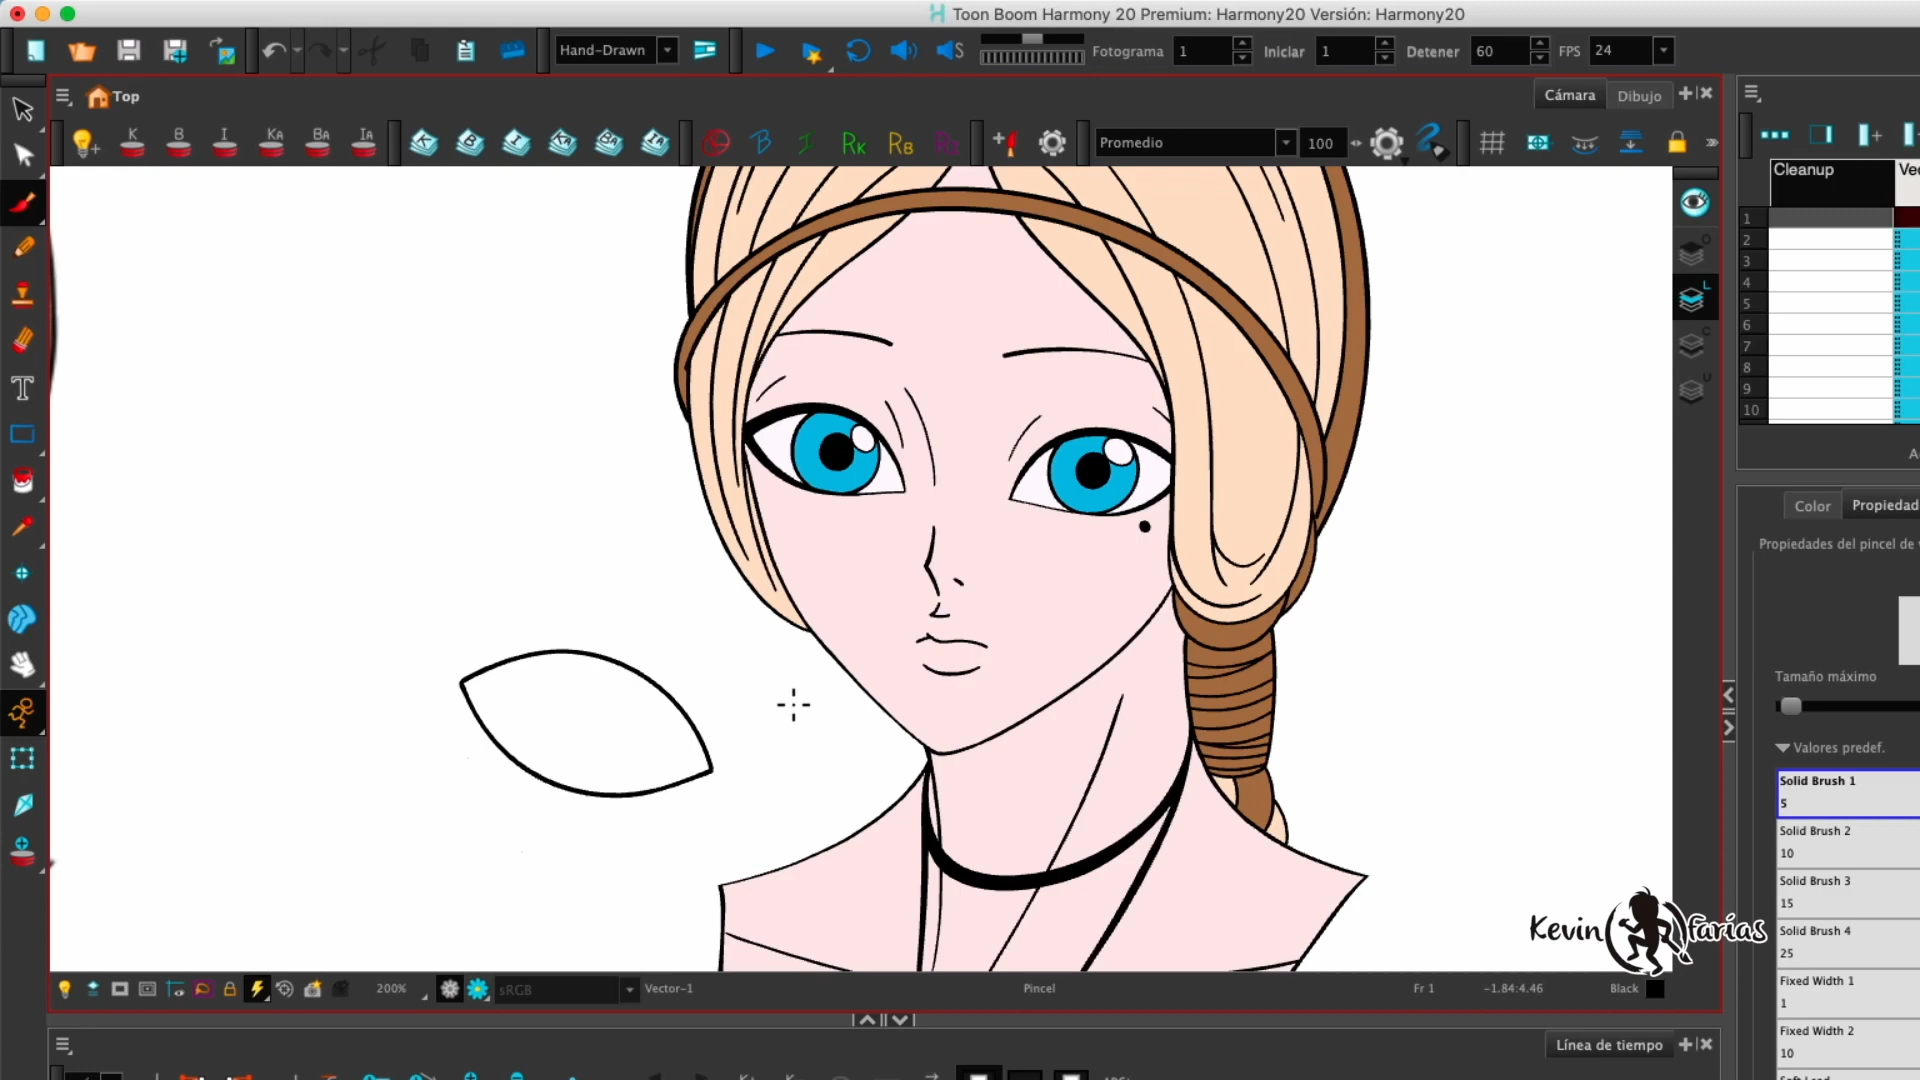 Toon Boom Harmony 20 Premium: Harmony20 Versión: Harmony20
Hand-Drawn
Fotograma 1 Iniciar 1 Detener 60 FPS 24
Top
Cámara Dibujo
K B I KA BA IA
Promedio 100
Cleanup
1
2
3
4
5
6
7
8
9
10
Color
Propiedad
Propiedades del pincel de
Tamaño máximo
Valores predef.
Solid Brush 1
5
Solid Brush 2
10
Solid Brush 3
15
Solid Brush 4
25
Fixed Width 1
1
Fixed Width 2
10
Kevin farías
200% sRGB Vector-1 Pincel Fr 1 -1.84:4.46 Black
Línea de tiempo